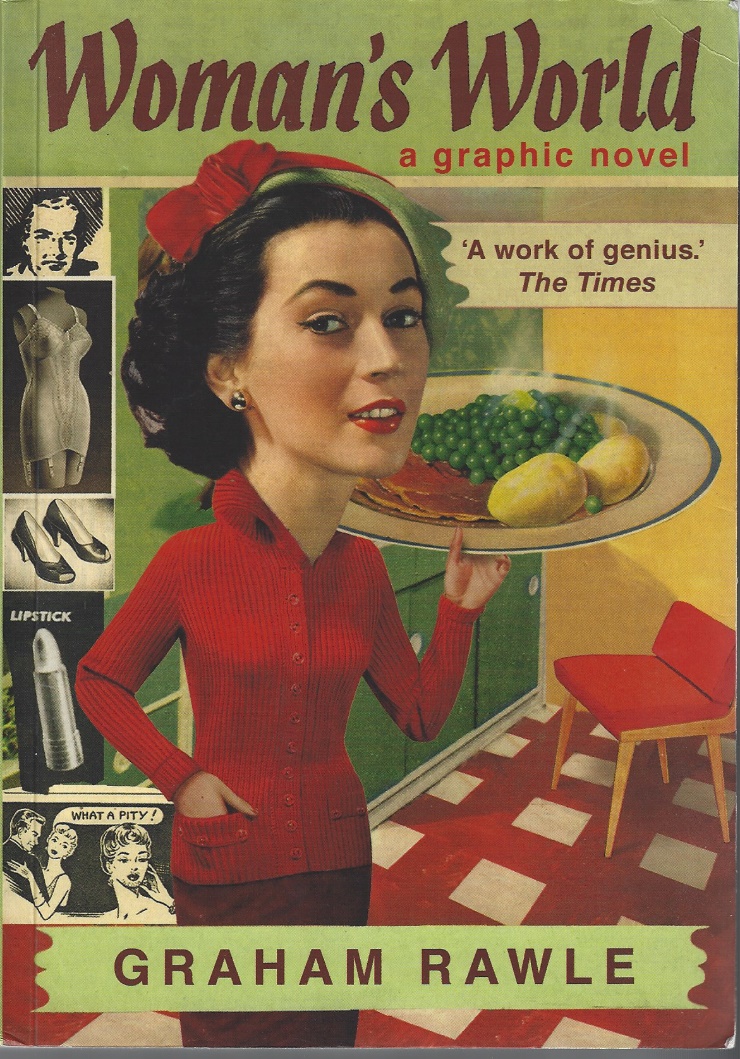 Woman's World
a graphic novel
'A work of genius.'
The Times
LIPSTICK
WHAT A PITY!
GRAHAM RAWLE